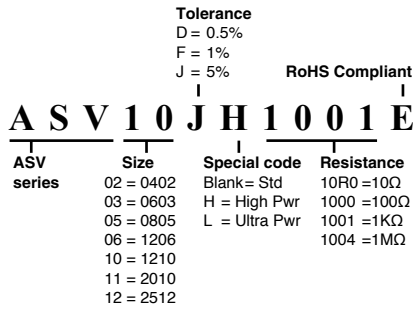 Tolerance
D = 0.5%
F = 1%
J = 5%
RoHS Compliant
A S V 1 0 J H 1 0 0 1 E
ASV
series
Size
02 = 0402
03 = 0603
05 = 0805
06 = 1206
10 = 1210
11 = 2010
12 = 2512
Special code
Blank= Std
H = High Pwr
L = Ultra Pwr
Resistance
10R0 =10Ω
1000 =100Ω
1001 =1KΩ
1004 =1MΩ